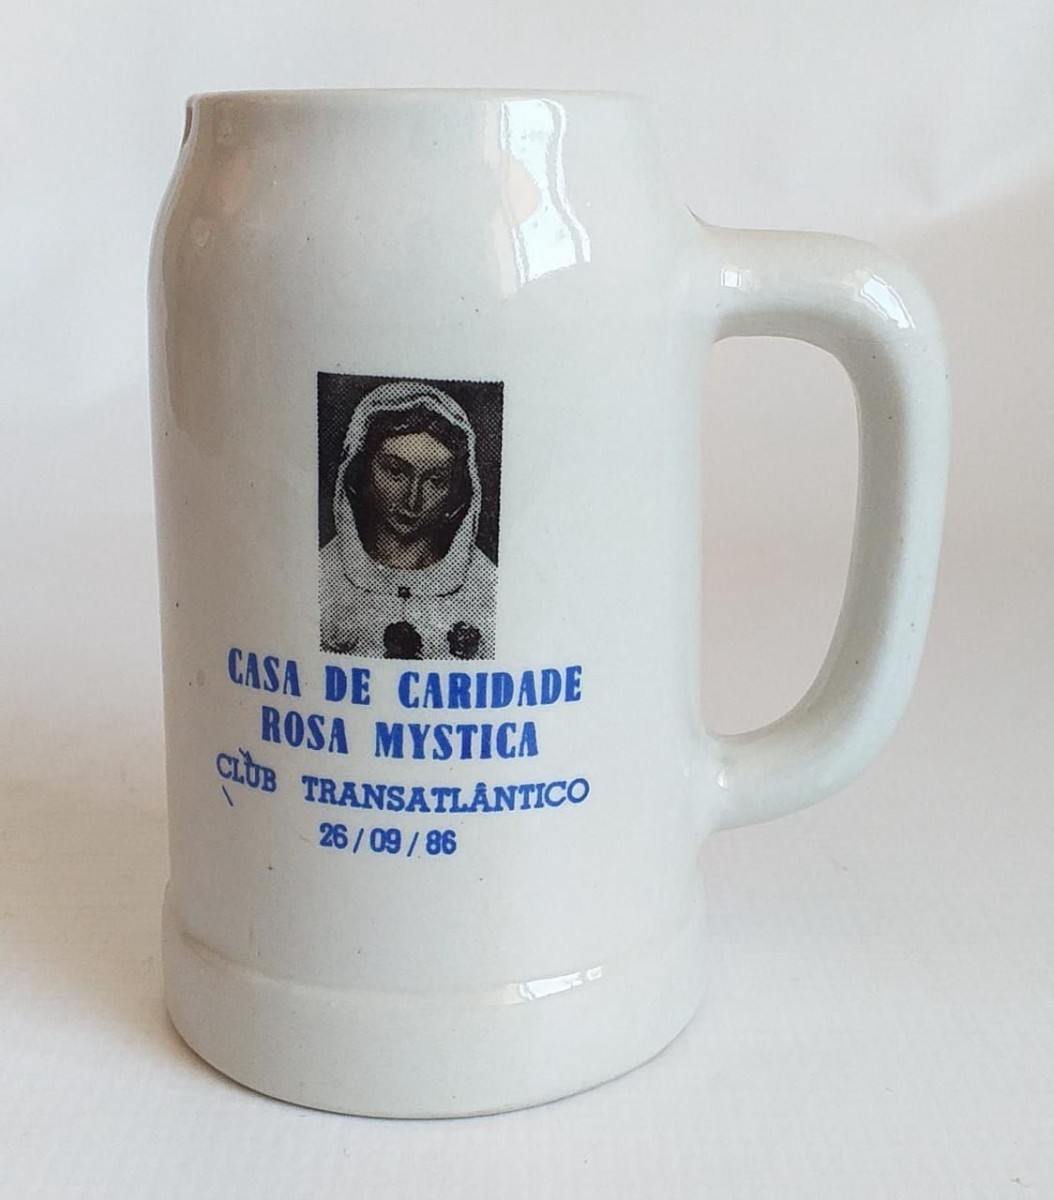 CASA DE CARIDADE
ROSA MYSTICA
CLUB TRANSATLÂNTICO
26/09/86